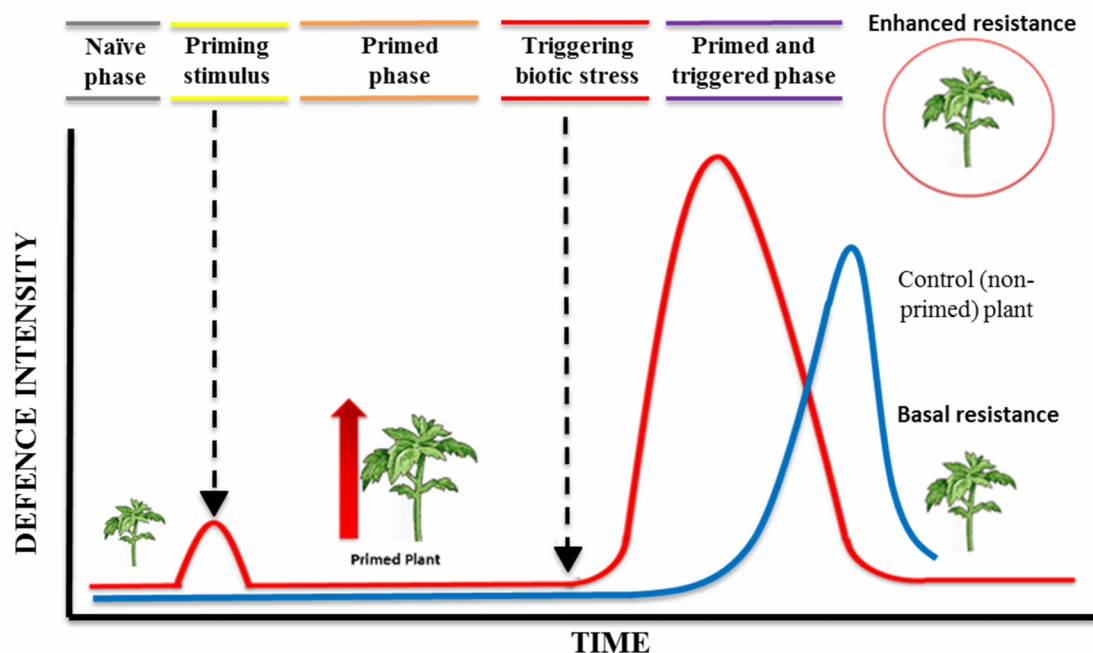 Naïve
phase
Priming
stimulus
Primed
phase
Triggering
biotic stress
Primed and
triggered phase
Enhanced resistance
DEFENCE INTENSITY
Control (non-
primed) plant
Basal resistance
Primed Plant
TIME